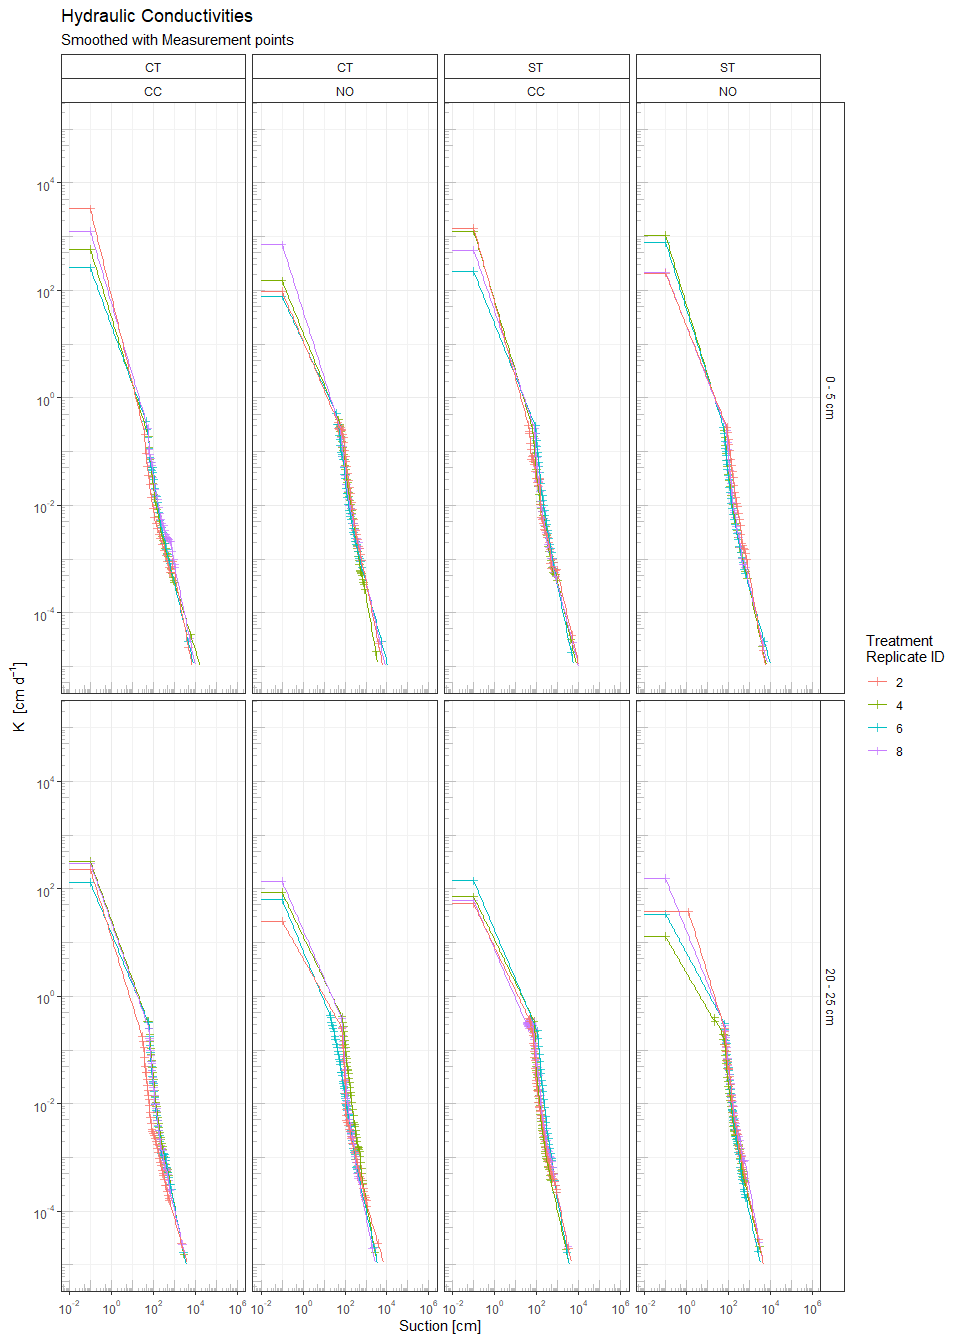 Hydraulic Conductivities
Smoothed with Measurement points
CT CT ST ST
CC NO CC NO
10^4
10^2
10^0
10^-2
10^-4
0 - 5 cm
10^4
10^2
10^0
10^-2
10^-4
20 - 25 cm
K [cm d^-1]
10^-2 10^0 10^2 10^4 10^6 10^-2 10^0 10^2 10^4 10^6 10^-2 10^0 10^2 10^4 10^6 10^-2 10^0 10^2 10^4 10^6
Suction [cm]
Treatment
Replicate ID
2
4
6
8